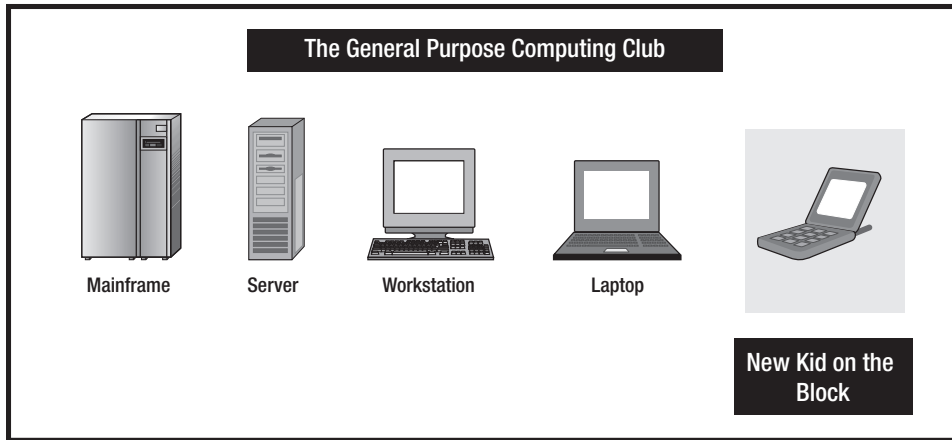 The General Purpose Computing Club
Mainframe
Server
Workstation
Laptop
New Kid on the
Block